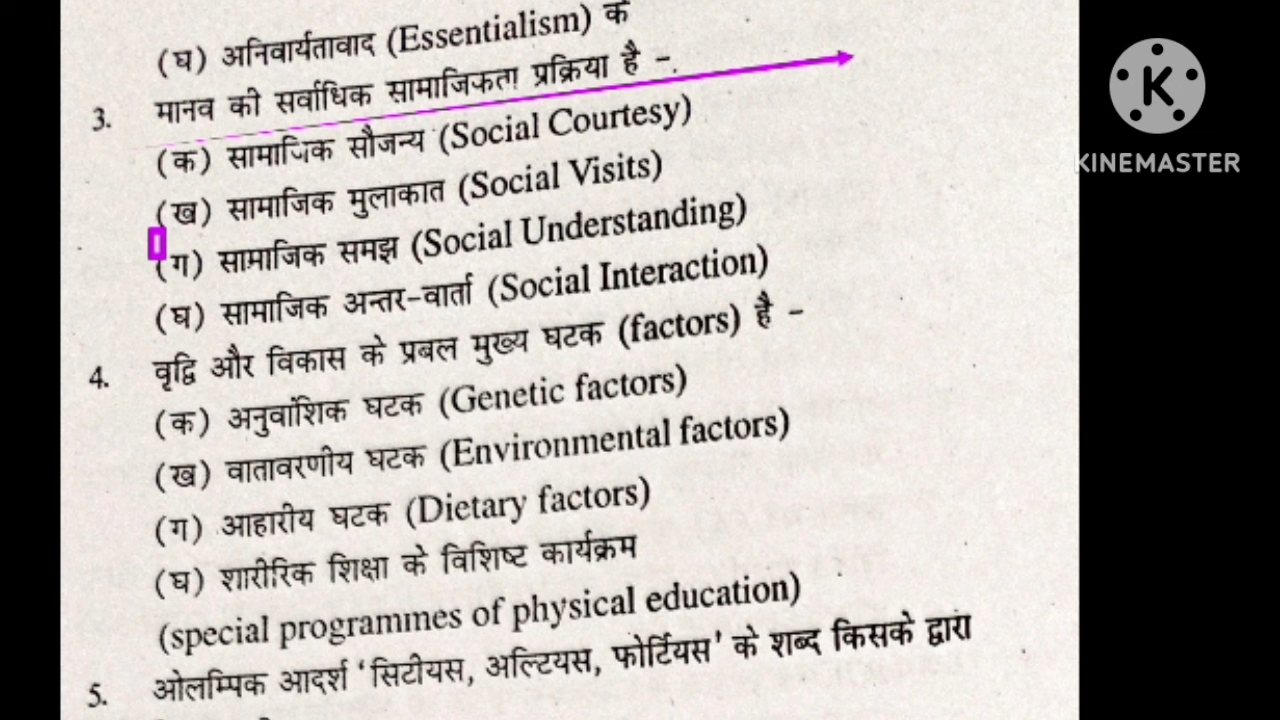 (घ) अनिवार्यतावाद (Essentialism) के
3. मानव की सर्वाधिक सामाजिकता प्रक्रिया है -
(क) सामाजिक सौजन्य (Social Courtesy)
(ख) सामाजिक मुलाकात (Social Visits)
(ग) सामाजिक समझ (Social Understanding)
(घ) सामाजिक अन्तर-वार्ता (Social Interaction)
4. वृद्वि और विकास के प्रबल मुख्य घटक (factors) है -
(क) अनुवांशिक घटक (Genetic factors)
(ख) वातावरणीय घटक (Environmental factors)
(ग) आहारीय घटक (Dietary factors)
(घ) शारीरिक शिक्षा के विशिष्ट कार्यक्रम
(special programmes of physical education)
5. ओलम्पिक आदर्श 'सिटीयस, अल्टियस, फोर्टियस' के शब्द किसके द्वारा
KINEMASTER